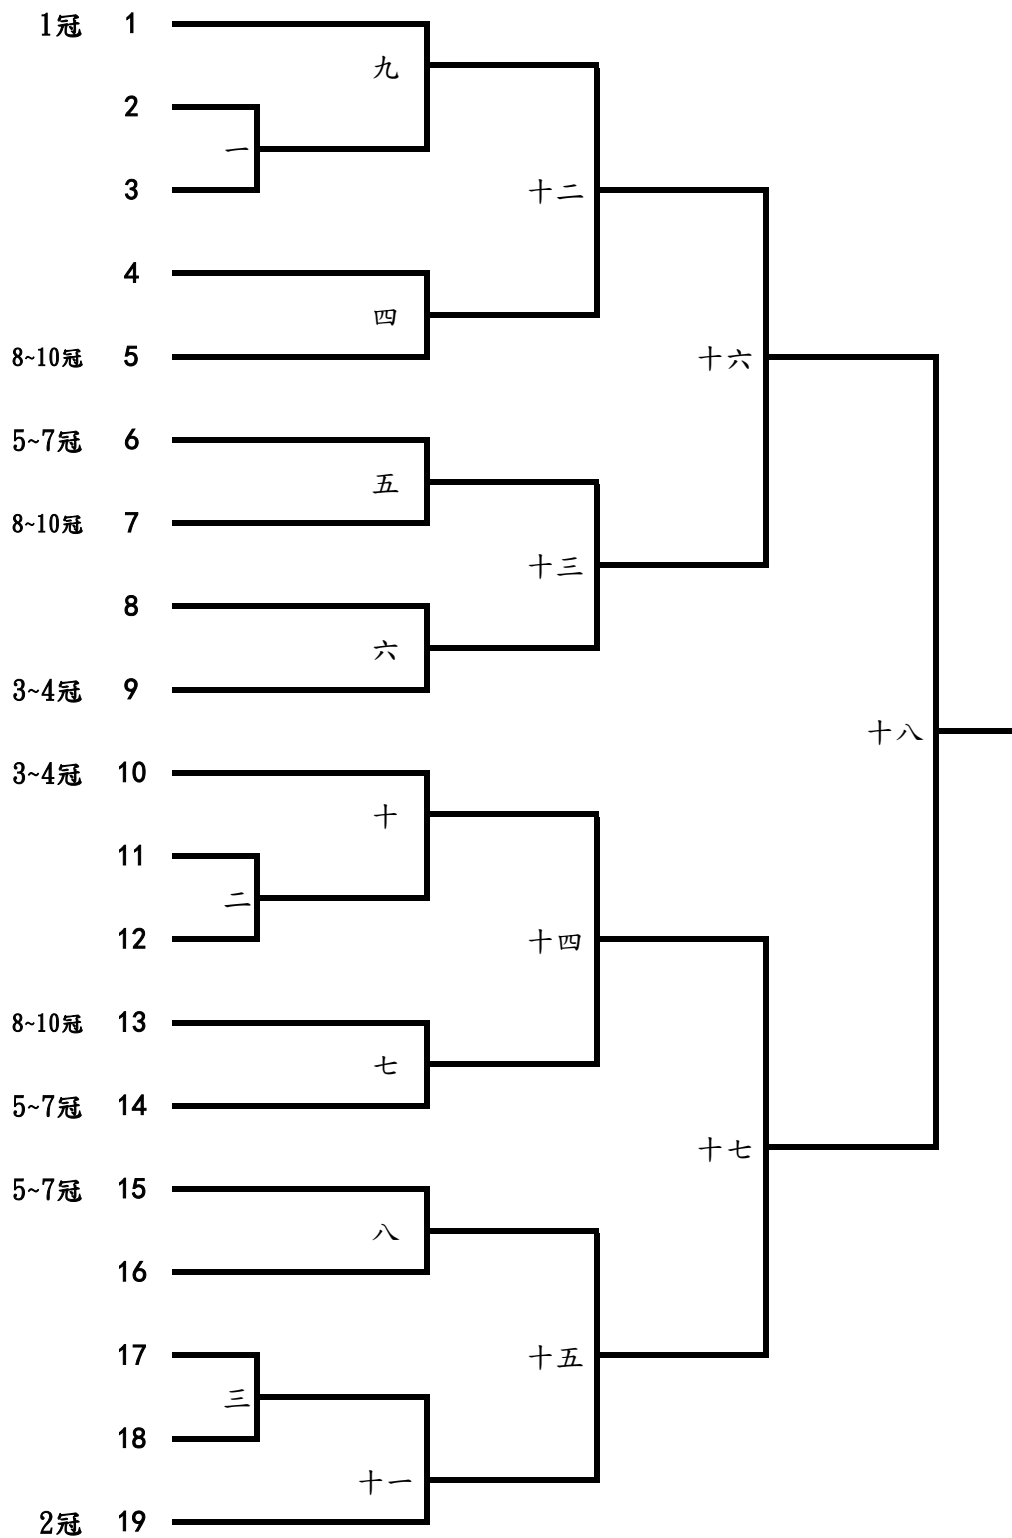 1冠 1
九
2
一
3
十二
4
四
8~10冠 5
十六
5~7冠 6
五
8~10冠 7
十三
8
六
3~4冠 9
十八
3~4冠 10
十
11
二
12
十四
8~10冠 13
七
5~7冠 14
十七
5~7冠 15
八
16
17
十五
三
18
十一
2冠 19